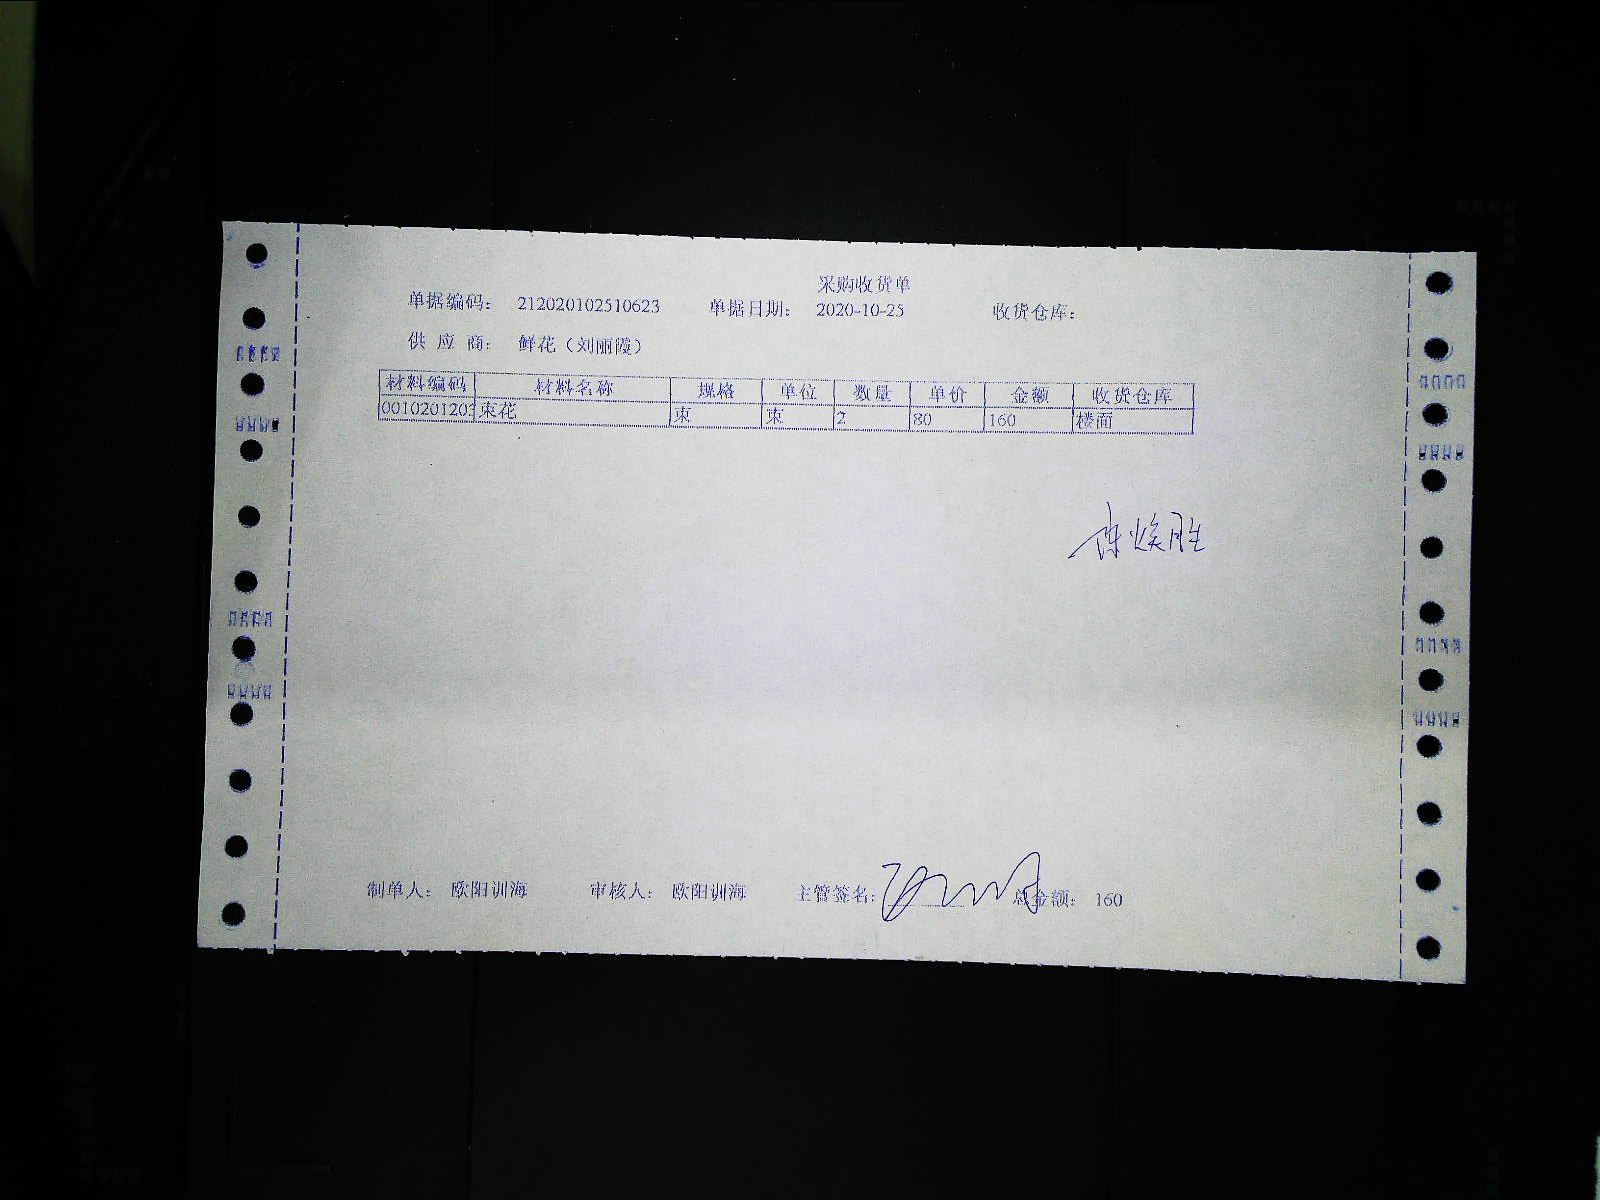 采购收货单
单据编码: 212020102510623 单据日期: 2020-10-25 收货仓库:
供 应 商: 鲜花（刘丽霞）
材料编码 材料名称 规格 单位 数量 单价 金额 收货仓库
0010201203 束花 束 束 2 80 160 楼面
制单人: 欧阳训海 审核人: 欧阳训海 主管签名: 总金额: 160